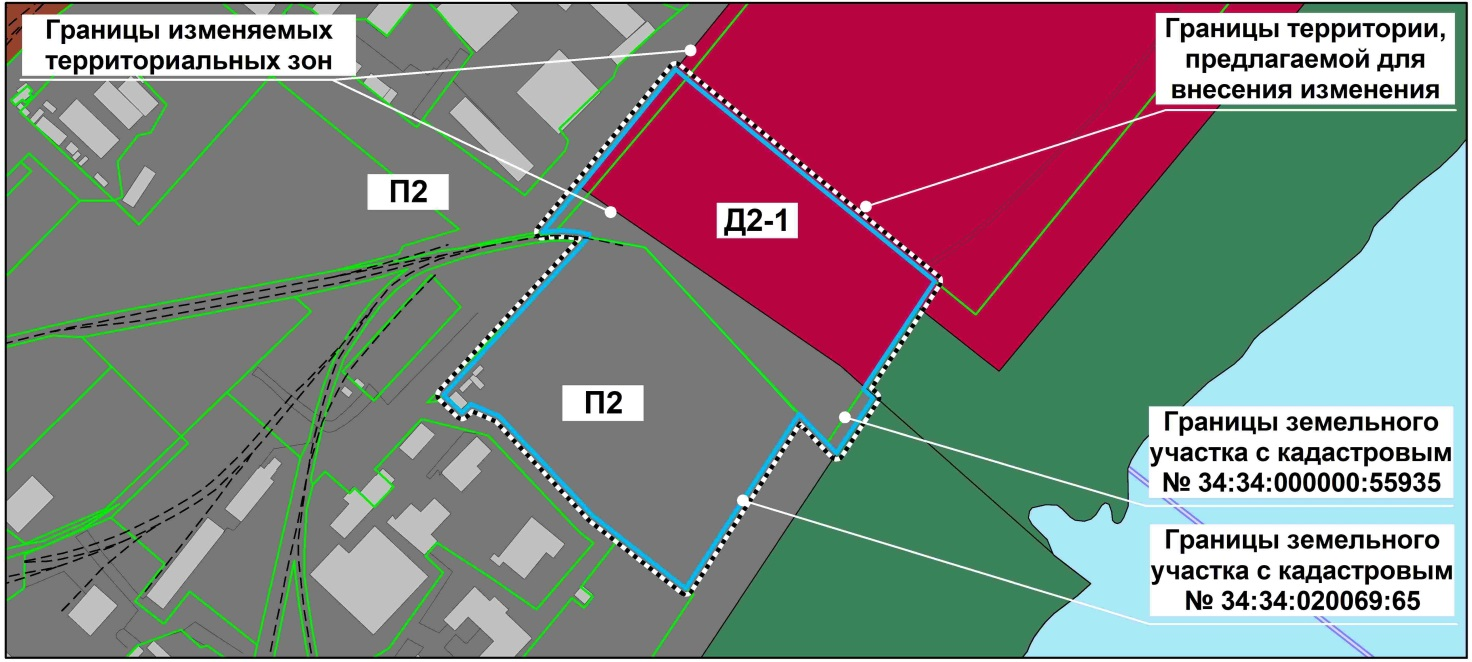 Границы изменяемых
территориальных зон
Границы территории,
предлагаемой для
внесения изменения
П2
Д2-1
П2
Границы земельного
участка с кадастровым
№ 34:34:000000:55935
Границы земельного
участка с кадастровым
№ 34:34:020069:65